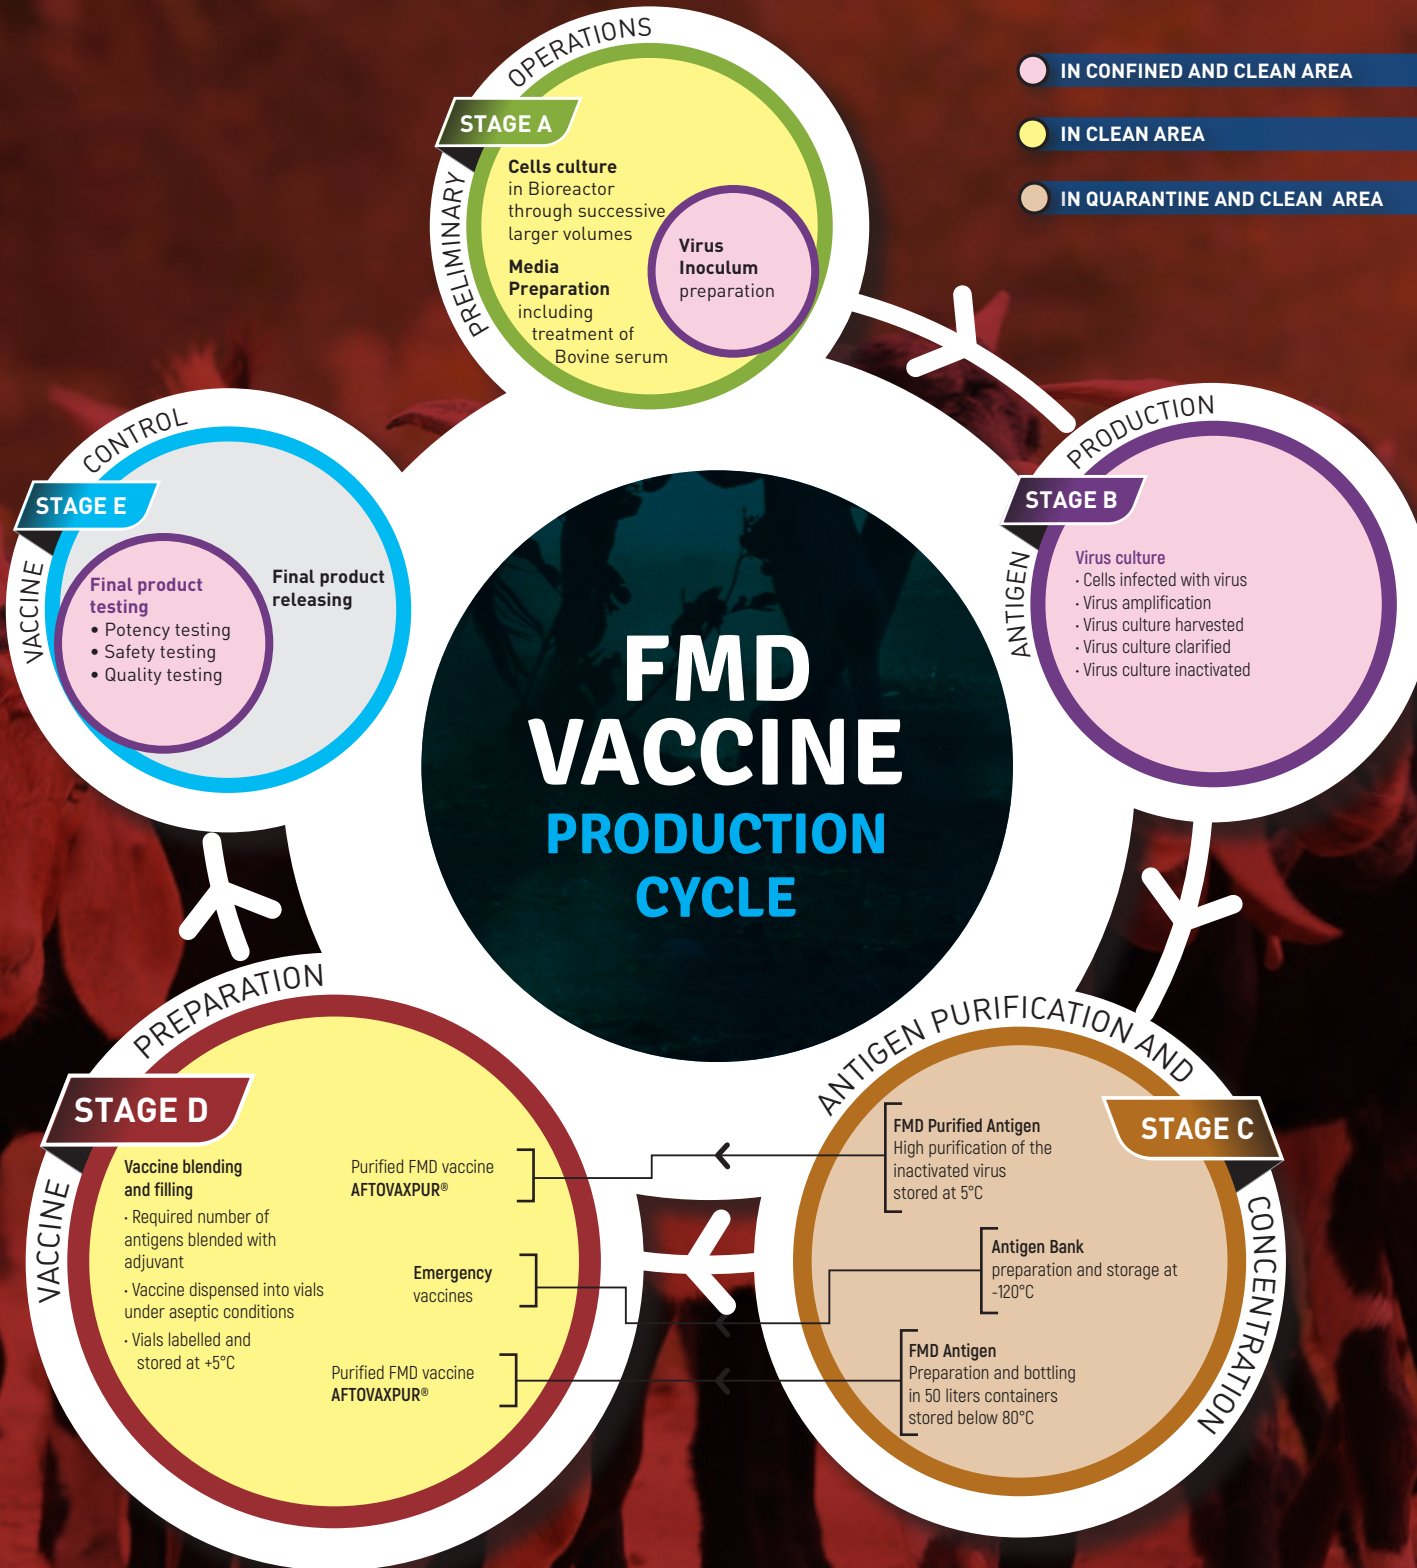 IN CONFINED AND CLEAN AREA
IN CLEAN AREA
IN QUARANTINE AND CLEAN AREA
PRELIMINARY OPERATIONS
STAGE A
Cells culture
in Bioreactor
through successive
larger volumes
Media
Preparation
including
treatment of
Bovine serum
Virus
Inoculum
preparation
ANTIGEN PRODUCTION
STAGE B
Virus culture
· Cells infected with virus
· Virus amplification
· Virus culture harvested
· Virus culture clarified
· Virus culture inactivated
VACCINE CONTROL
STAGE E
Final product
testing
• Potency testing
• Safety testing
• Quality testing
Final product
releasing
FMD
VACCINE
PRODUCTION
CYCLE
ANTIGEN PURIFICATION AND CONCENTRATION
STAGE C
FMD Purified Antigen
High purification of the
inactivated virus
stored at 5°C
Antigen Bank
preparation and storage at
-120°C
FMD Antigen
Preparation and bottling
in 50 liters containers
stored below 80°C
VACCINE PREPARATION
STAGE D
Vaccine blending
and filling
· Required number of
antigens blended with
adjuvant
· Vaccine dispensed into vials
under aseptic conditions
· Vials labelled and
stored at +5°C
Purified FMD vaccine
AFTOVAXPUR®
Emergency
vaccines
Purified FMD vaccine
AFTOVAXPUR®